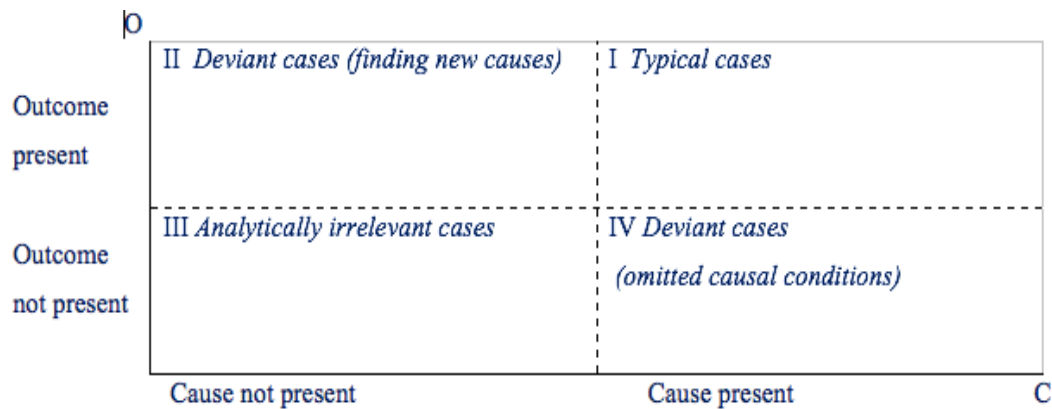 O
II Deviant cases (finding new causes)
I Typical cases
Outcome
present
III Analytically irrelevant cases
IV Deviant cases
(omitted causal conditions)
Outcome
not present
Cause not present
Cause present
C